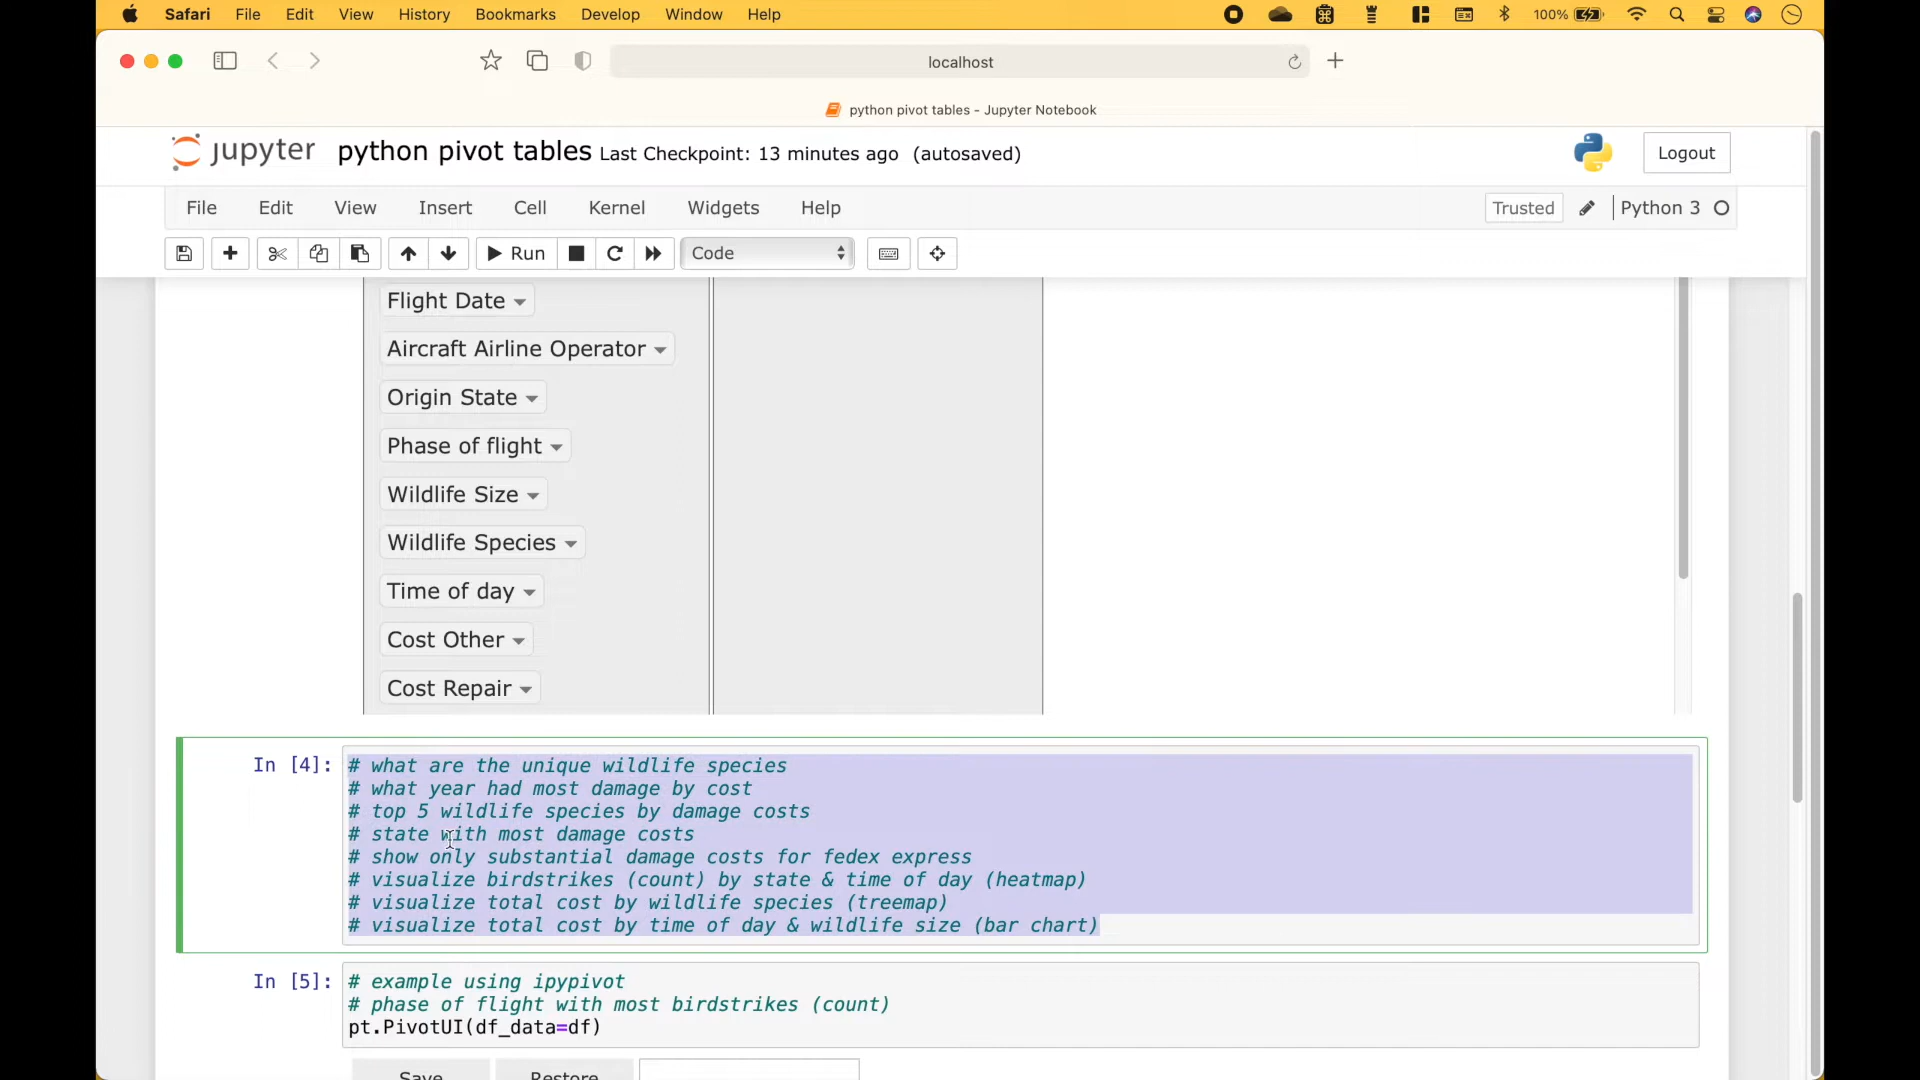 Safari File Edit View History Bookmarks Develop Window Help 100%
localhost
python pivot tables - Jupyter Notebook
jupyter python pivot tables Last Checkpoint: 13 minutes ago (autosaved) Logout
File Edit View Insert Cell Kernel Widgets Help Trusted Python 3
Run Code
Flight Date
Aircraft Airline Operator
Origin State
Phase of flight
Wildlife Size
Wildlife Species
Time of day
Cost Other
Cost Repair
In [4]: # what are the unique wildlife species
# what year had most damage by cost
# top 5 wildlife species by damage costs
# state with most damage costs
# show only substantial damage costs for fedex express
# visualize birdstrikes (count) by state & time of day (heatmap)
# visualize total cost by wildlife species (treemap)
# visualize total cost by time of day & wildlife size (bar chart)
In [5]: # example using ipypivot
# phase of flight with most birdstrikes (count)
pt.PivotUI(df_data=df)
Save Restore